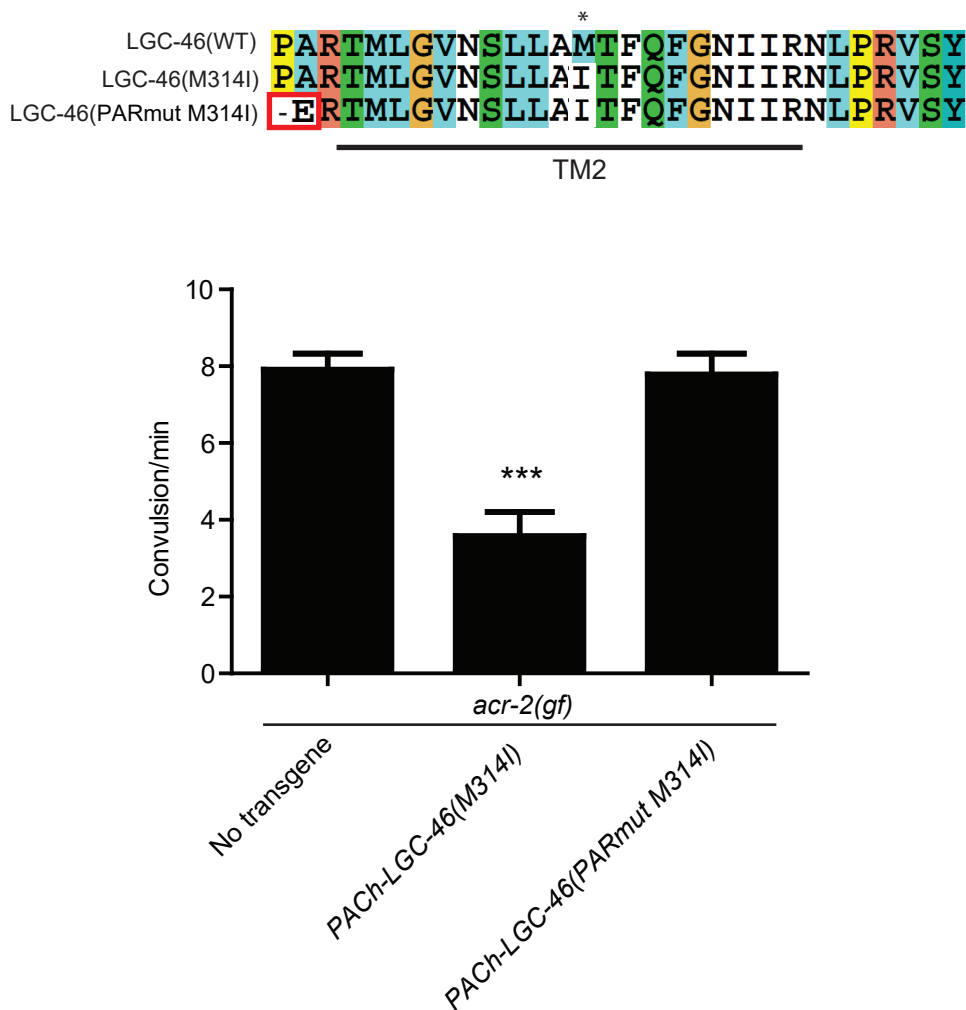 *
LGC-46(WT) PARTMLGVNSLLAMTFQFGNIIRNLPRVSY
LGC-46(M314I) PARTMLGVNSLLAITFQFGNIIRNLPRVSY
LGC-46(PARmut M314I) -ERTMLGVNSLLAITFQFGNIIRNLPRVSY
TM2
10
8
6
4
2
0
Convulsion/min
***
acr-2(gf)
No transgene
PACh-LGC-46(M314I)
PACh-LGC-46(PARmut M314I)